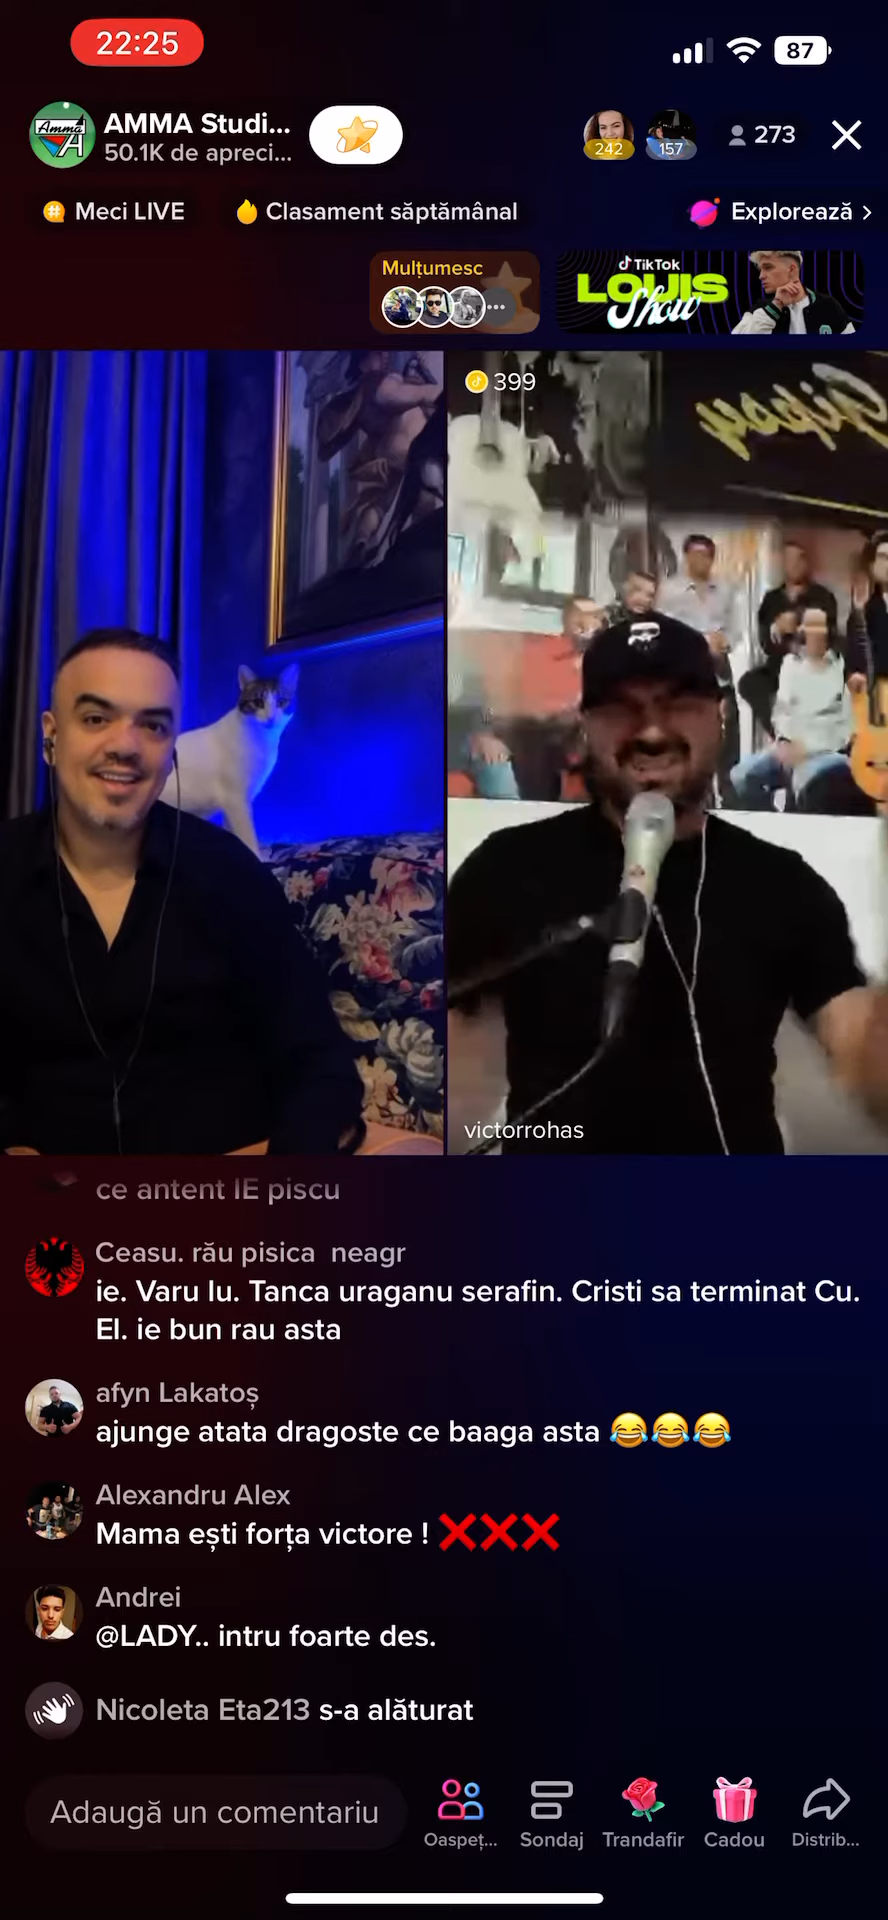 22:25
87
Amma
A
AMMA Studi...
50.1K de apreci...
242
157
273
Meci LIVE
Clasament săptămânal
Explorează
Mulțumesc
TikTok
LOUIS
Show
399
Gipsy
victorrohas
ce antent IE piscu
Ceasu. rău pisica neagr
ie. Varu lu. Tanca uraganu serafin. Cristi sa terminat Cu.
El. ie bun rau asta
afyn Lakatoș
ajunge atata dragoste ce baaga asta 😂😂😂
Alexandru Alex
Mama ești forța victore ! ❌❌❌
Andrei
@LADY.. intru foarte des.
Nicoleta Eta213 s-a alăturat
Adaugă un comentariu
Oaspeț...
Sondaj
Trandafir
Cadou
Distrib...